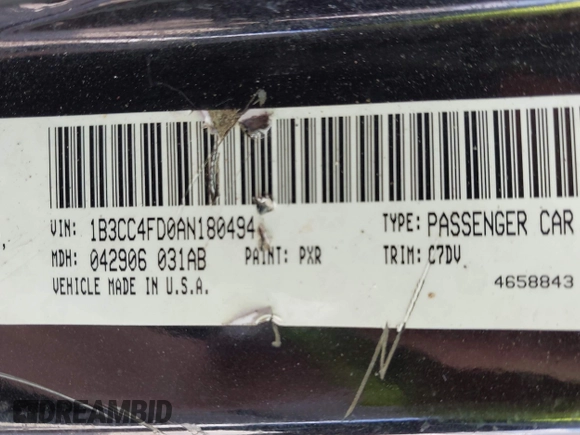 VIN: 1B3CC4FD0AN180494 TYPE: PASSENGER CAR
MDH: 042906 031AB PAINT: PXR TRIM: C7DV
VEHICLE MADE IN U.S.A. 4658843
DREAMBID